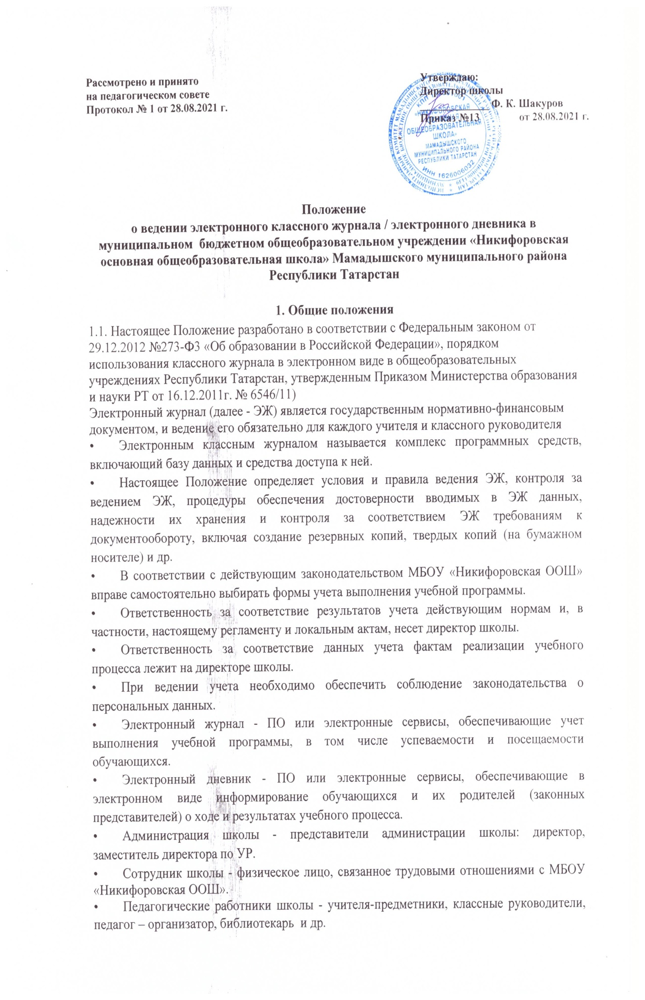 Рассмотрено и принято
на педагогическом совете
Протокол № 1 от 28.08.2021 г.
Утверждаю:
Директор школы
____________ Ф. К. Шакуров
Приказ №13 от 28.08.2021 г.
«НИКИФОРОВСКАЯ
ОСНОВНАЯ
ОБЩЕОБРАЗОВАТЕЛЬНАЯ
ШКОЛА»
МАМАДЫШСКОГО
МУНИЦИПАЛЬНОГО РАЙОНА
РЕСПУБЛИКИ ТАТАРСТАН
ИНН 1626006032
Положение
о ведении электронного классного журнала / электронного дневника в
муниципальном бюджетном общеобразовательном учреждении «Никифоровская
основная общеобразовательная школа» Мамадышского муниципального района
Республики Татарстан
1. Общие положения
1.1. Настоящее Положение разработано в соответствии с Федеральным законом от
29.12.2012 №273-ФЗ «Об образовании в Российской Федерации», порядком
использования классного журнала в электронном виде в общеобразовательных
учреждениях Республики Татарстан, утвержденным Приказом Министерства образования
и науки РТ от 16.12.2011г. № 6546/11)
Электронный журнал (далее - ЭЖ) является государственным нормативно-финансовым
документом, и ведение его обязательно для каждого учителя и классного руководителя
• Электронным классным журналом называется комплекс программных средств,
включающий базу данных и средства доступа к ней.
• Настоящее Положение определяет условия и правила ведения ЭЖ, контроля за
ведением ЭЖ, процедуры обеспечения достоверности вводимых в ЭЖ данных,
надежности их хранения и контроля за соответствием ЭЖ требованиям к
документообороту, включая создание резервных копий, твердых копий (на бумажном
носителе) и др.
• В соответствии с действующим законодательством МБОУ «Никифоровская ООШ»
вправе самостоятельно выбирать формы учета выполнения учебной программы.
• Ответственность за соответствие результатов учета действующим нормам и, в
частности, настоящему регламенту и локальным актам, несет директор школы.
• Ответственность за соответствие данных учета фактам реализации учебного
процесса лежит на директоре школы.
• При ведении учета необходимо обеспечить соблюдение законодательства о
персональных данных.
• Электронный журнал - ПО или электронные сервисы, обеспечивающие учет
выполнения учебной программы, в том числе успеваемости и посещаемости
обучающихся.
• Электронный дневник - ПО или электронные сервисы, обеспечивающие в
электронном виде информирование обучающихся и их родителей (законных
представителей) о ходе и результатах учебного процесса.
• Администрация школы - представители администрации школы: директор,
заместитель директора по УР.
• Сотрудник школы - физическое лицо, связанное трудовыми отношениями с МБОУ
«Никифоровская ООШ».
• Педагогические работники школы - учителя-предметники, классные руководители,
педагог – организатор, библиотекарь и др.